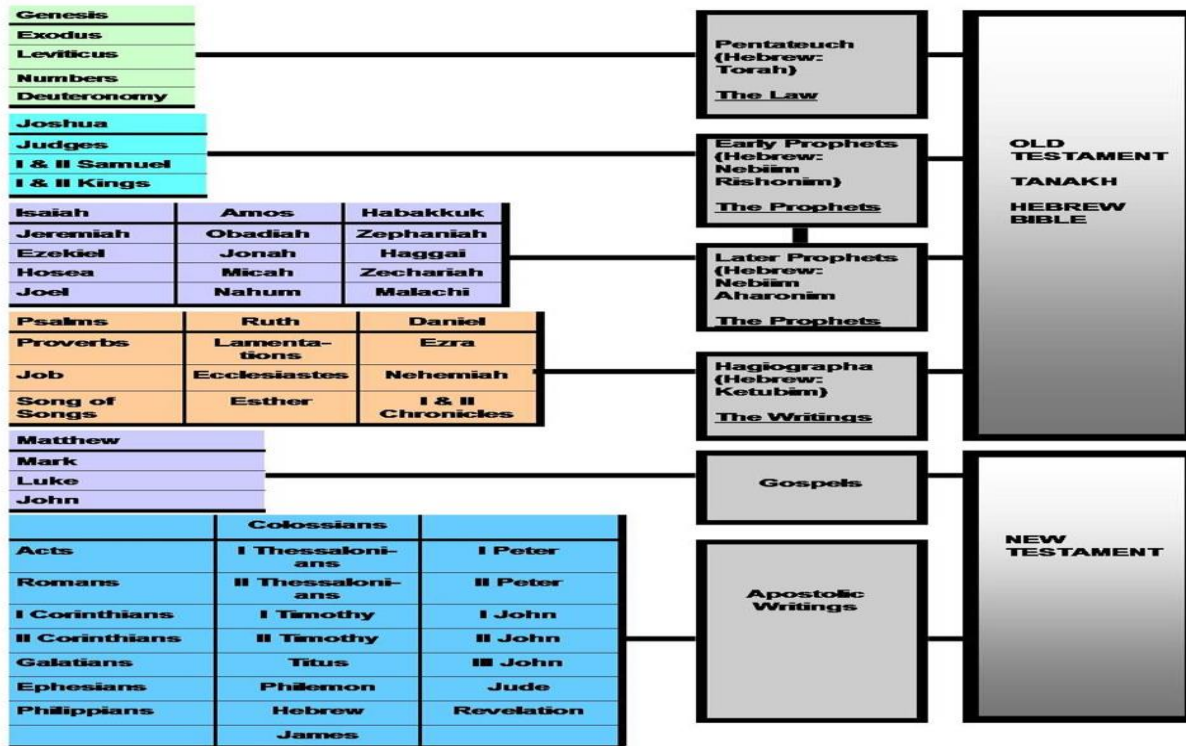 Genesis
Exodus
Leviticus
Numbers
Deuteronomy
Pentateuch
(Hebrew:
Torah)
The Law
Joshua
Judges
I & II Samuel
I & II Kings
Early Prophets
(Hebrew:
Nebiim
Rishonim)
The Prophets
OLD
TESTAMENT
TANAKH
HEBREW
BIBLE
Isaiah Amos Habakkuk
Jeremiah Obadiah Zephaniah
Ezekiel Jonah Haggai
Hosea Micah Zechariah
Joel Nahum Malachi
Later Prophets
(Hebrew:
Nebiim
Aharonim
The Prophets
Psalms Ruth Daniel
Proverbs Lamenta-
tions Ezra
Job Ecclesiastes Nehemiah
Song of
Songs Esther I & II
Chronicles
Hagiographa
(Hebrew:
Ketubim)
The Writings
Matthew
Mark
Luke
John
Gospels
Colossians
Acts I Thessaloni-
ans I Peter
Romans II Thessaloni-
ans II Peter
I Corinthians I Timothy I John
II Corinthians II Timothy II John
Galatians Titus III John
Ephesians Philemon Jude
Philippians Hebrew Revelation
James
Apostolic
Writings
NEW
TESTAMENT